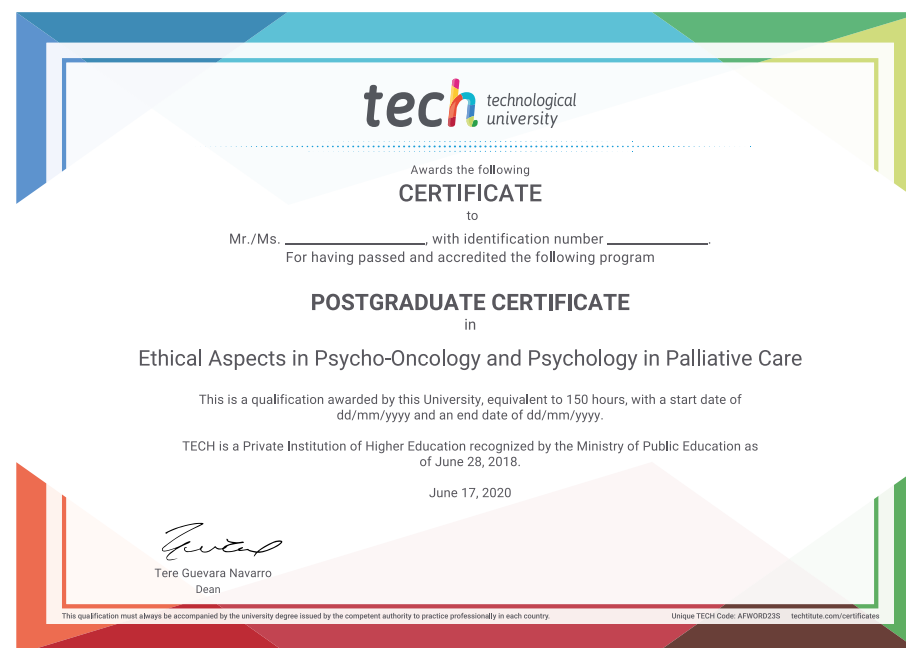 tech technological
university
Awards the following
CERTIFICATE
to
Mr./Ms. ____________________, with identification number ______________.
For having passed and accredited the following program
POSTGRADUATE CERTIFICATE
in
Ethical Aspects in Psycho-Oncology and Psychology in Palliative Care
This is a qualification awarded by this University, equivalent to 150 hours, with a start date of
dd/mm/yyyy and an end date of dd/mm/yyyy.
TECH is a Private Institution of Higher Education recognized by the Ministry of Public Education as
of June 28, 2018.
June 17, 2020
Tere Guevara Navarro
Dean
This qualification must always be accompanied by the university degree issued by the competent authority to practice professionally in each country. Unique TECH Code: AFWORD23S techtitute.com/certificates